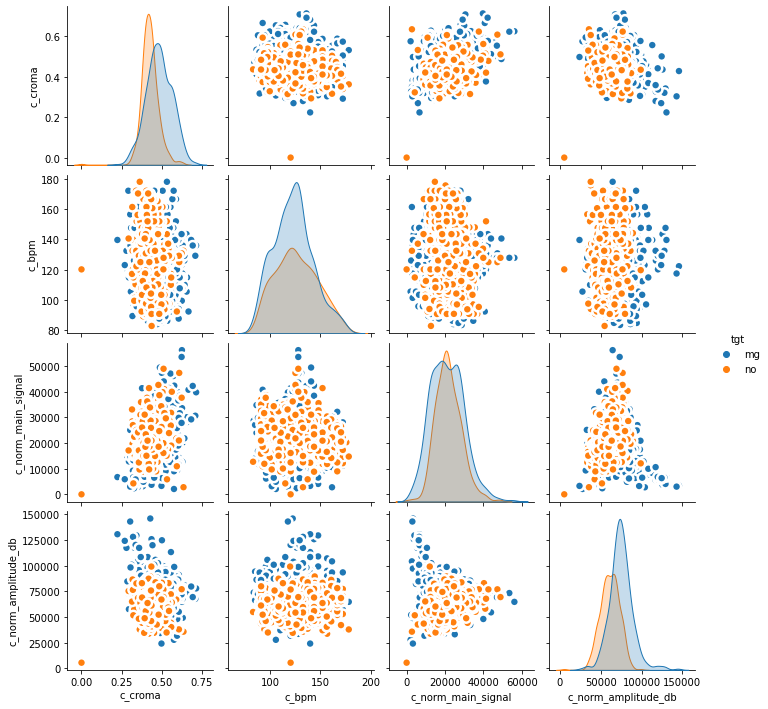 0.6
0.4
0.2
0.0
c_croma
180
160
140
120
100
80
c_bpm
tgt
mg
no
50000
40000
30000
20000
10000
0
c_norm_main_signal
150000
125000
100000
75000
50000
25000
0
c_norm_amplitude_db
0.00 0.25 0.50 0.75
c_croma
100 150 200
c_bpm
0 20000 40000 60000
c_norm_main_signal
0 50000 100000 150000
c_norm_amplitude_db